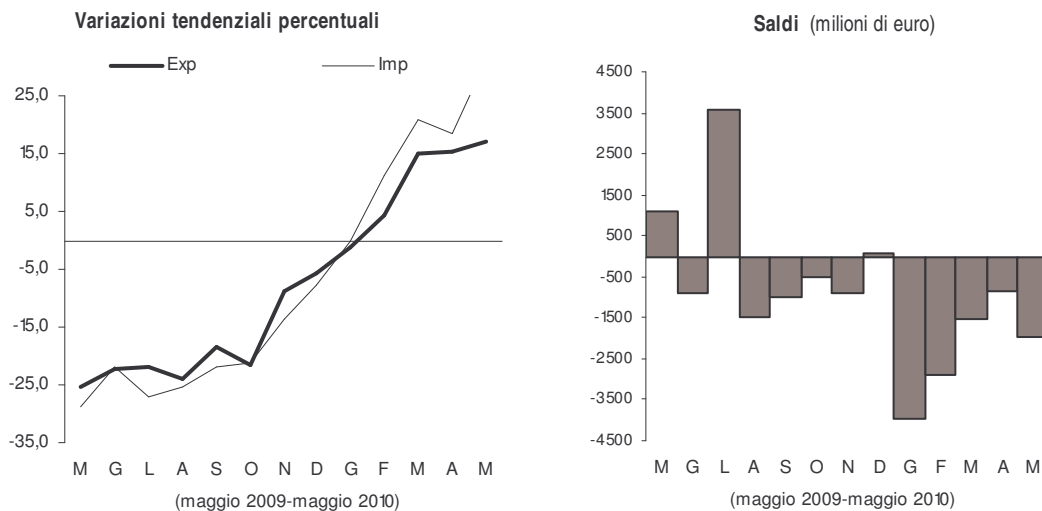 Variazioni tendenziali percentuali
Exp Imp
25,0
15,0
5,0
-5,0
-15,0
-25,0
-35,0
M G L A S O N D G F M A M
(maggio 2009-maggio 2010)
Saldi (milioni di euro)
4500
3500
2500
1500
500
-500
-1500
-2500
-3500
-4500
M G L A S O N D G F M A M
(maggio 2009-maggio 2010)